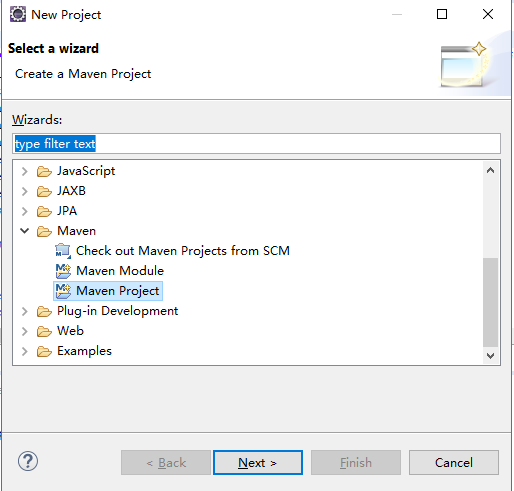 New Project
Select a wizard
Create a Maven Project
Wizards:
type filter text
JavaScript
JAXB
JPA
Maven
Check out Maven Projects from SCM
Maven Module
Maven Project
Plug-in Development
Web
Examples
< Back Next > Finish Cancel